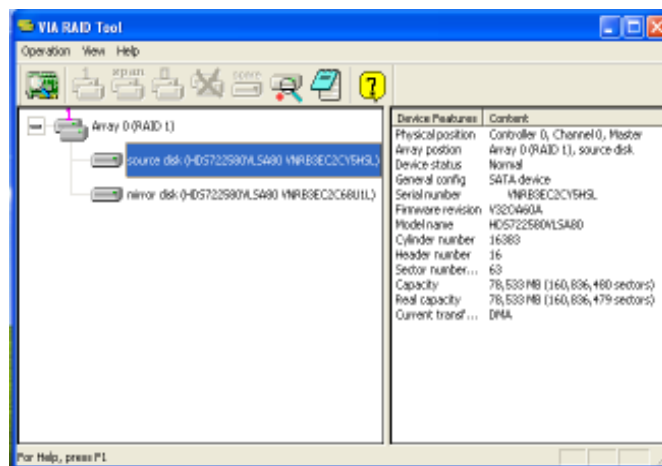 VIA RAID Tool
Operation View Help
1 span 0 spare
1
Array 0 (RAID 1)
source disk (HDS722580VLSA80 VNRB3EC2CY5HSL)
mirror disk (HDS722580VLSA80 VNRB3EC2C68U1L)
Device Features Content
Physical position Controller 0, Channel 0, Master
Array postion Array 0 (RAID 1), source disk
Device status Normal
General config SATA device
Serial number VNRB3EC2CY5HSL
Firmware revision V32OA60A
Model name HDS722580VLSA80
Cylinder number 16383
Header number 16
Sector number... 63
Capacity 78,533 MB (160,836,480 sectors)
Real capacity 78,533 MB (160,836,479 sectors)
Current transf... DMA
For Help, press F1